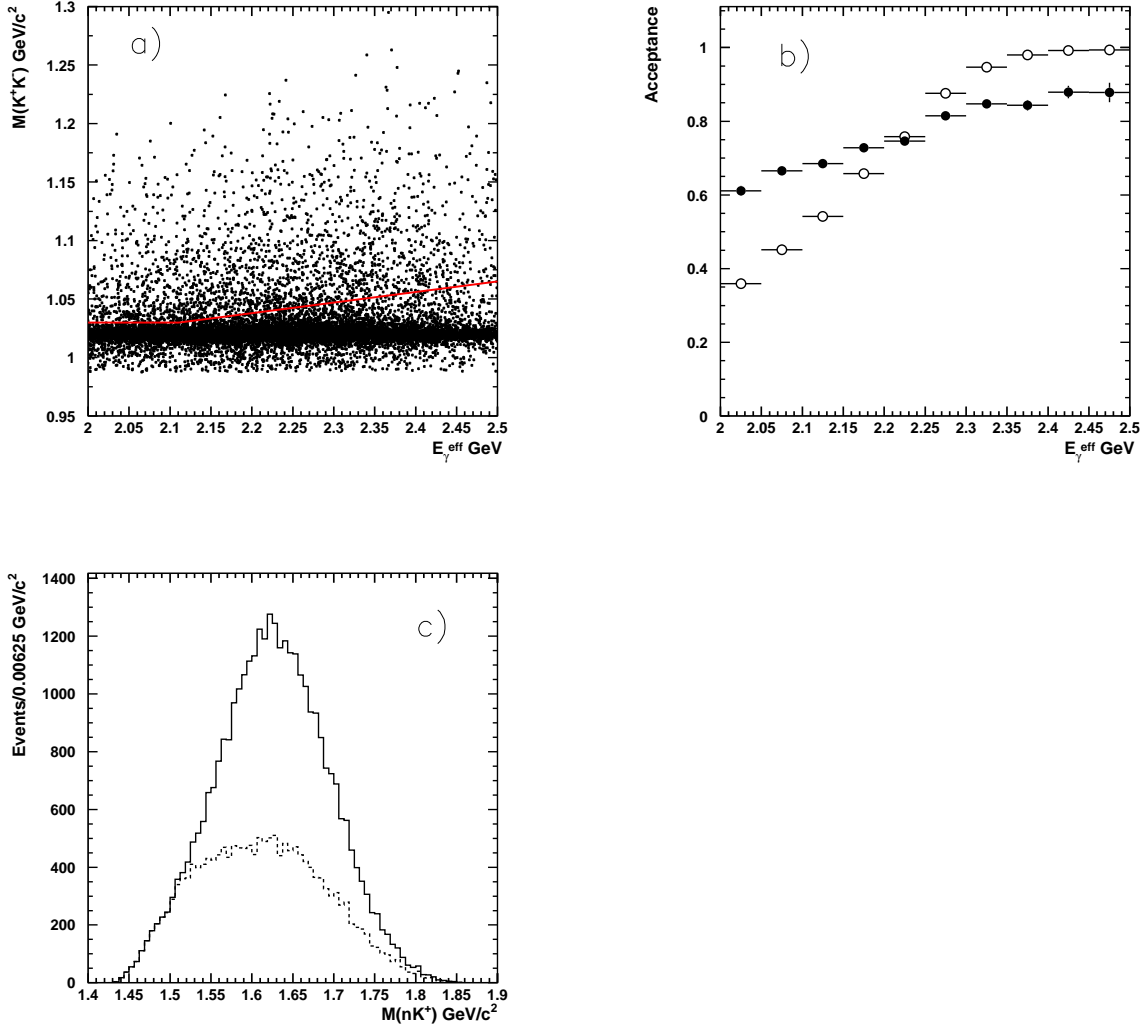 M(K⁺K⁻) GeV/c²
1.3
1.25
1.2
1.15
1.1
1.05
1
0.95
2 2.05 2.1 2.15 2.2 2.25 2.3 2.35 2.4 2.45 2.5
E_γ^eff GeV
a)
Acceptance
1
0.8
0.6
0.4
0.2
0
2 2.05 2.1 2.15 2.2 2.25 2.3 2.35 2.4 2.45 2.5
E_γ^eff GeV
b)
Events/0.00625 GeV/c²
1400
1200
1000
800
600
400
200
0
1.4 1.45 1.5 1.55 1.6 1.65 1.7 1.75 1.8 1.85 1.9
M(nK⁺) GeV/c²
c)